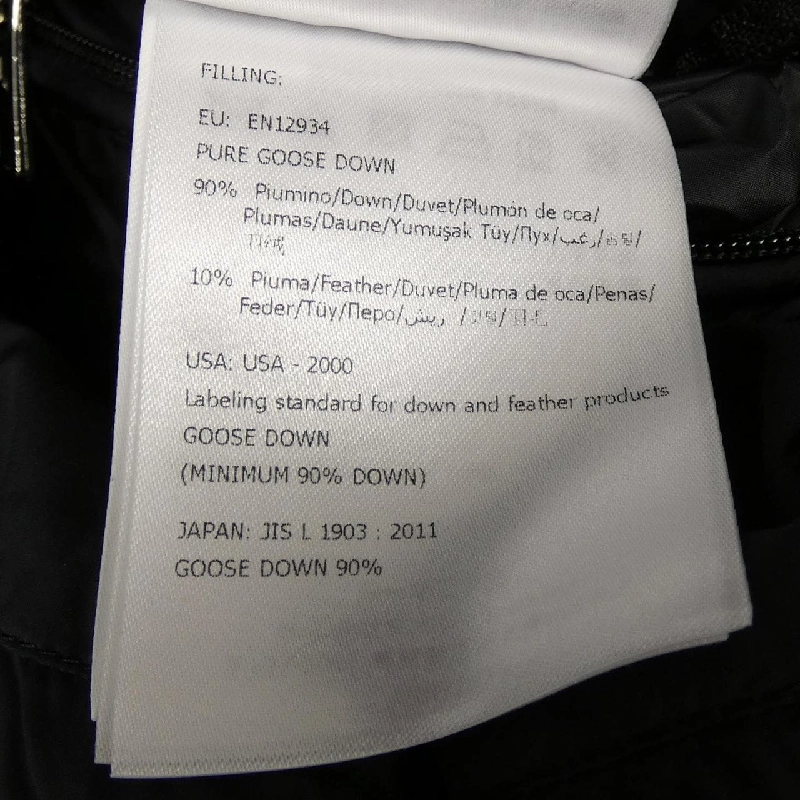 FILLING:
EU: EN12934
PURE GOOSE DOWN
90% Piumino/Down/Duvet/Plumón de oca/
Plumas/Daune/Yumuşak Tüy/Пух/زغب/
10% Piuma/Feather/Duvet/Pluma de oca/Penas/
Feder/Tüy/Перо/ريش/
USA: USA - 2000
Labeling standard for down and feather products
GOOSE DOWN
(MINIMUM 90% DOWN)
JAPAN: JIS L 1903 : 2011
GOOSE DOWN 90%